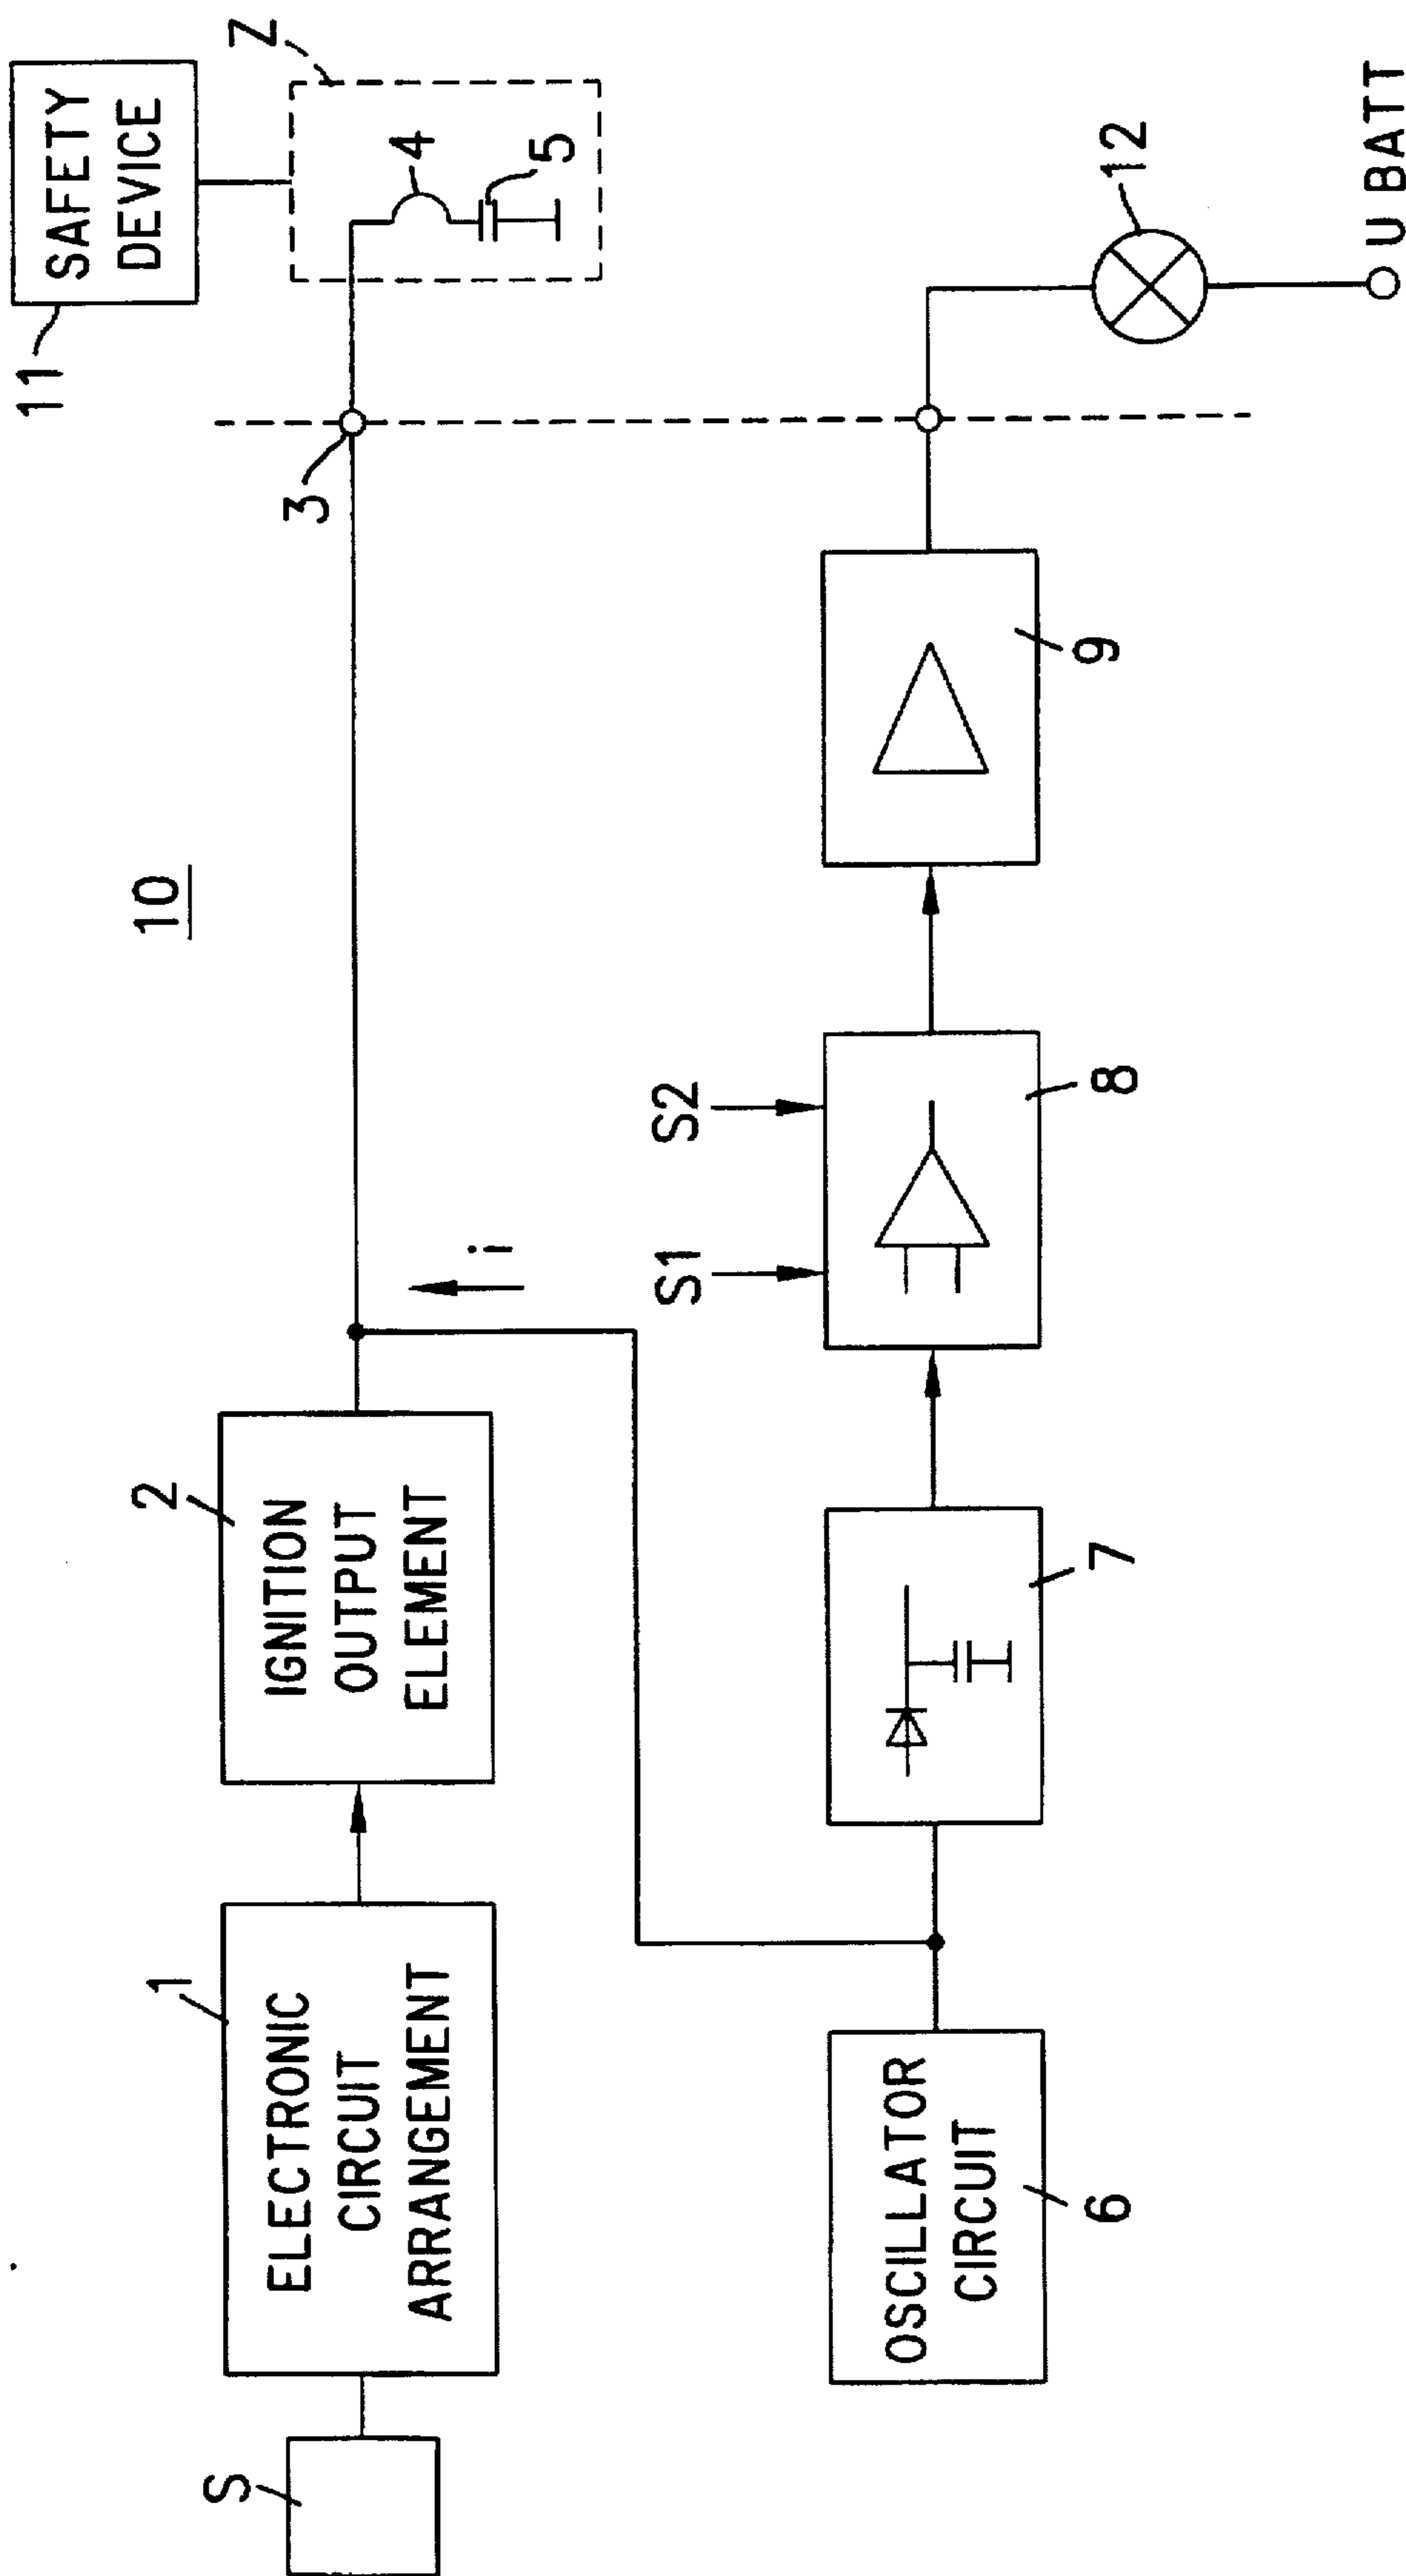 11
SAFETY
DEVICE
Z
4
5
3
10
12
U BATT
S
1
ELECTRONIC
CIRCUIT
ARRANGEMENT
2
IGNITION
OUTPUT
ELEMENT
i
S1
S2
OSCILLATOR
CIRCUIT
6
7
8
9